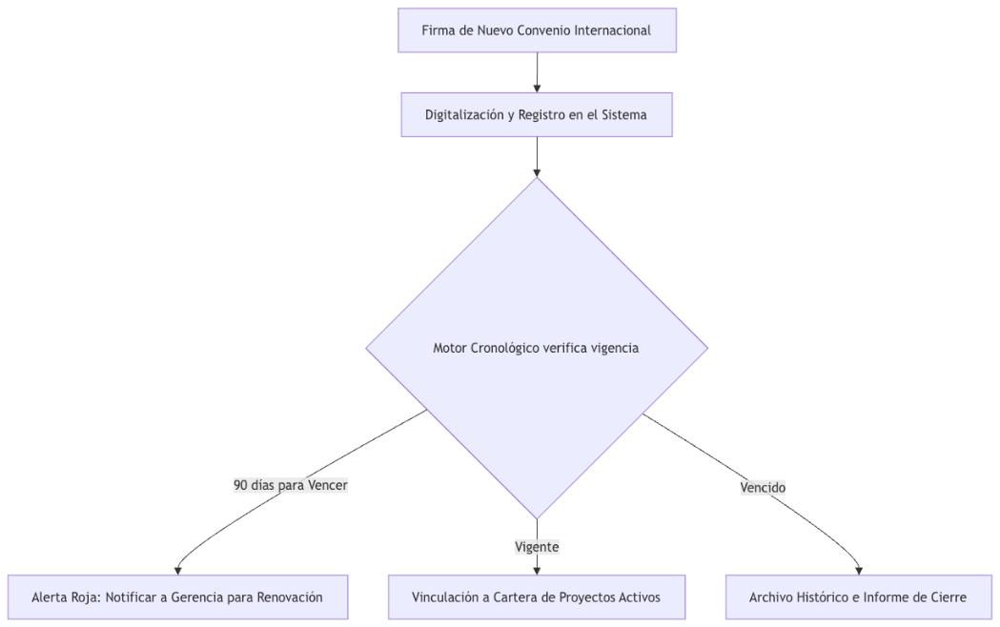 Firma de Nuevo Convenio Internacional
Digitalización y Registro en el Sistema
Motor Cronológico verifica vigencia
90 días para Vencer
Vencido
Vigente
Alerta Roja: Notificar a Gerencia para Renovación
Vinculación a Cartera de Proyectos Activos
Archivo Histórico e Informe de Cierre